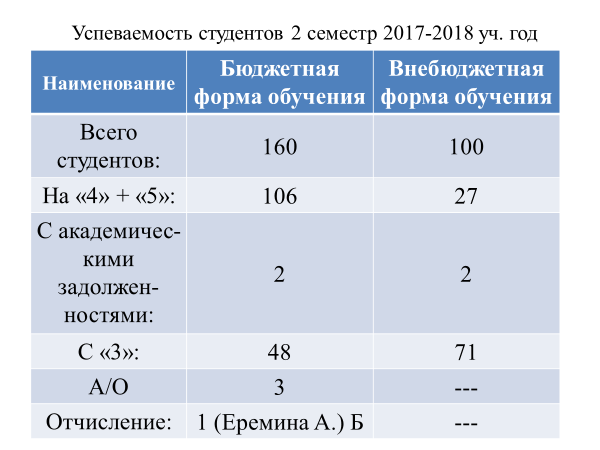 Успеваемость студентов 2 семестр 2017-2018 уч. год
Наименование
Бюджетная
форма обучения
Внебюджетная
форма обучения
Всего
студентов:
160
100
На «4» + «5»:
106
27
С академичес-
кими
задолжен-
ностями:
2
2
С «3»:
48
71
А/О
3
---
Отчисление:
1 (Еремина А.) Б
---